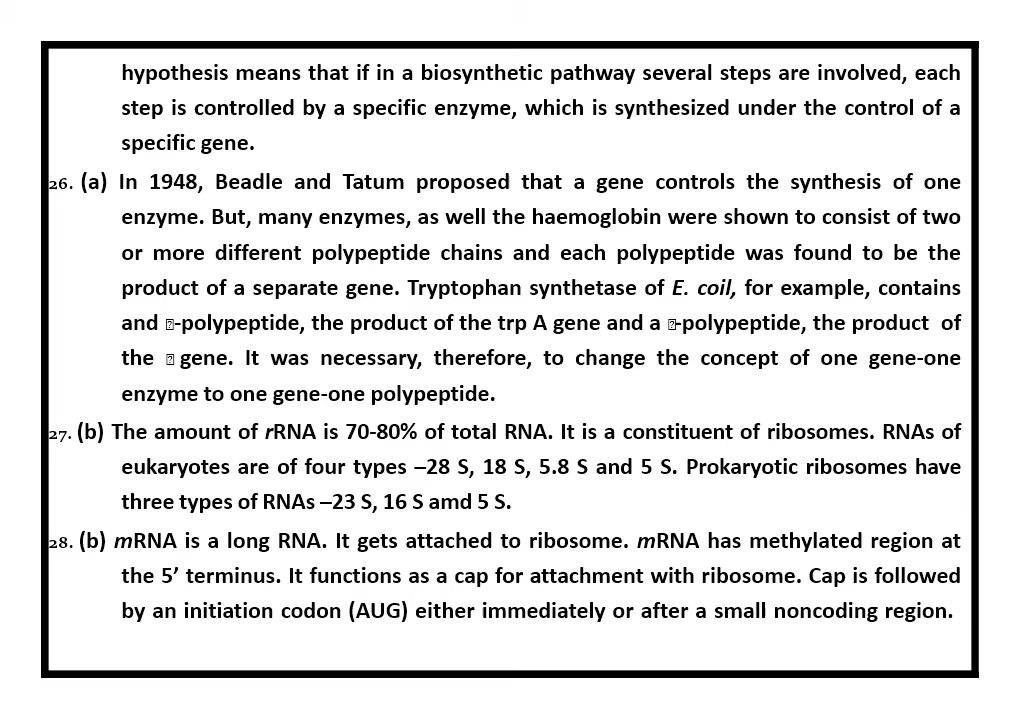 hypothesis means that if in a biosynthetic pathway several steps are involved, each
step is controlled by a specific enzyme, which is synthesized under the control of a
specific gene.
26. (a) In 1948, Beadle and Tatum proposed that a gene controls the synthesis of one
enzyme. But, many enzymes, as well the haemoglobin were shown to consist of two
or more different polypeptide chains and each polypeptide was found to be the
product of a separate gene. Tryptophan synthetase of E. coil, for example, contains
and -polypeptide, the product of the trp A gene and a -polypeptide, the product of
the gene. It was necessary, therefore, to change the concept of one gene-one
enzyme to one gene-one polypeptide.
27. (b) The amount of rRNA is 70-80% of total RNA. It is a constituent of ribosomes. RNAs of
eukaryotes are of four types –28 S, 18 S, 5.8 S and 5 S. Prokaryotic ribosomes have
three types of RNAs –23 S, 16 S amd 5 S.
28. (b) mRNA is a long RNA. It gets attached to ribosome. mRNA has methylated region at
the 5’ terminus. It functions as a cap for attachment with ribosome. Cap is followed
by an initiation codon (AUG) either immediately or after a small noncoding region.